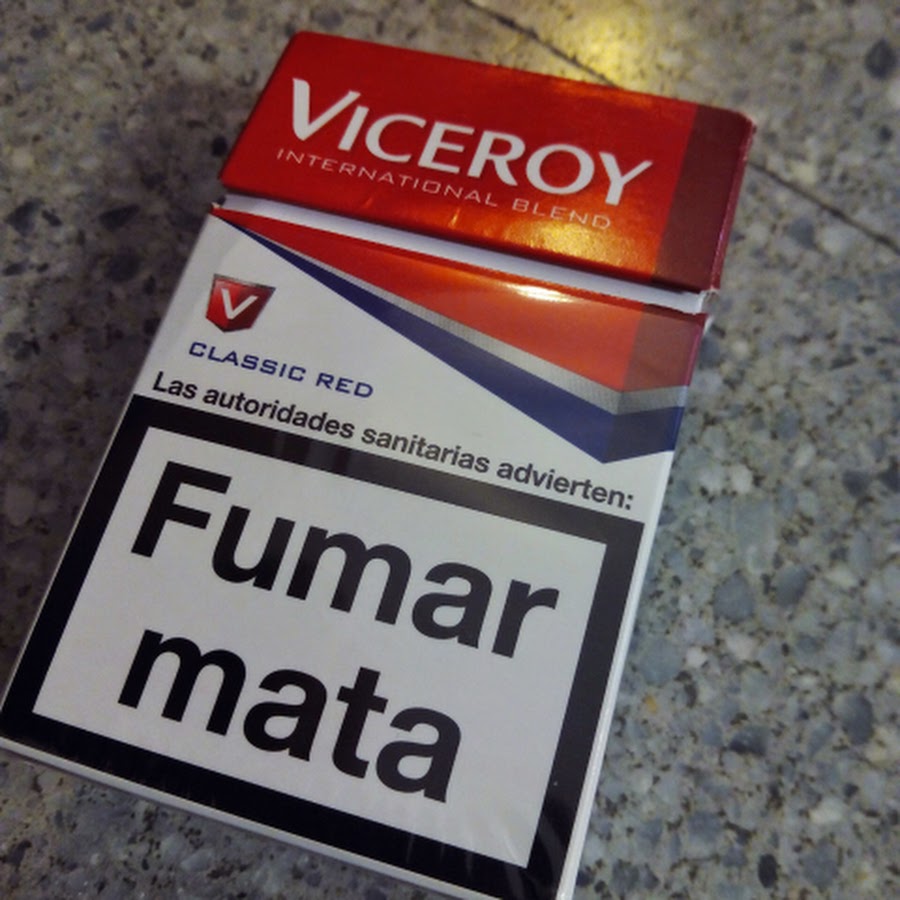 VICEROY
INTERNATIONAL BLEND
V
CLASSIC RED
Las autoridades sanitarias advierten:
Fumar
mata